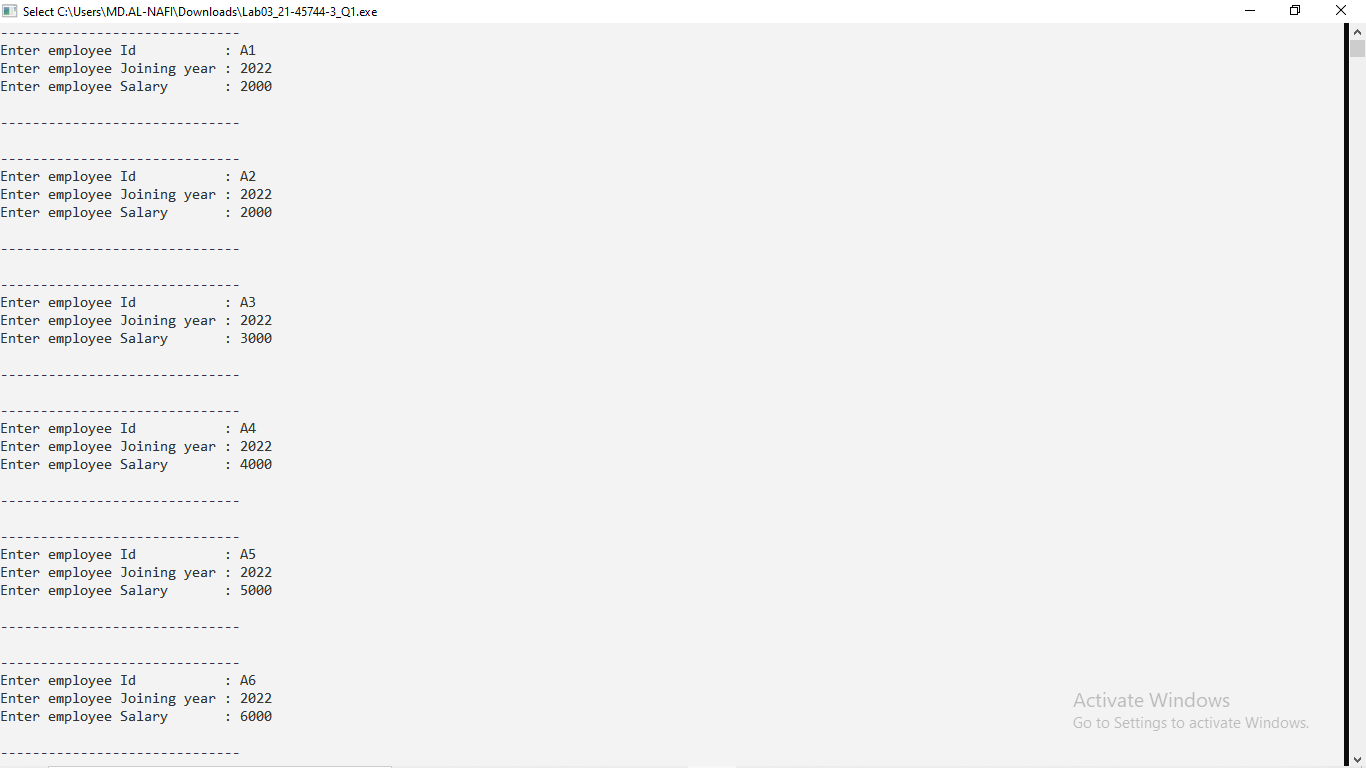 Select C:\Users\MD.AL-NAFI\Downloads\Lab03_21-45744-3_Q1.exe
------------------------------
Enter employee Id           : A1
Enter employee Joining year : 2022
Enter employee Salary       : 2000
------------------------------
------------------------------
Enter employee Id           : A2
Enter employee Joining year : 2022
Enter employee Salary       : 2000
------------------------------
------------------------------
Enter employee Id           : A3
Enter employee Joining year : 2022
Enter employee Salary       : 3000
------------------------------
------------------------------
Enter employee Id           : A4
Enter employee Joining year : 2022
Enter employee Salary       : 4000
------------------------------
------------------------------
Enter employee Id           : A5
Enter employee Joining year : 2022
Enter employee Salary       : 5000
------------------------------
------------------------------
Enter employee Id           : A6
Enter employee Joining year : 2022
Enter employee Salary       : 6000
------------------------------
Activate Windows
Go to Settings to activate Windows.